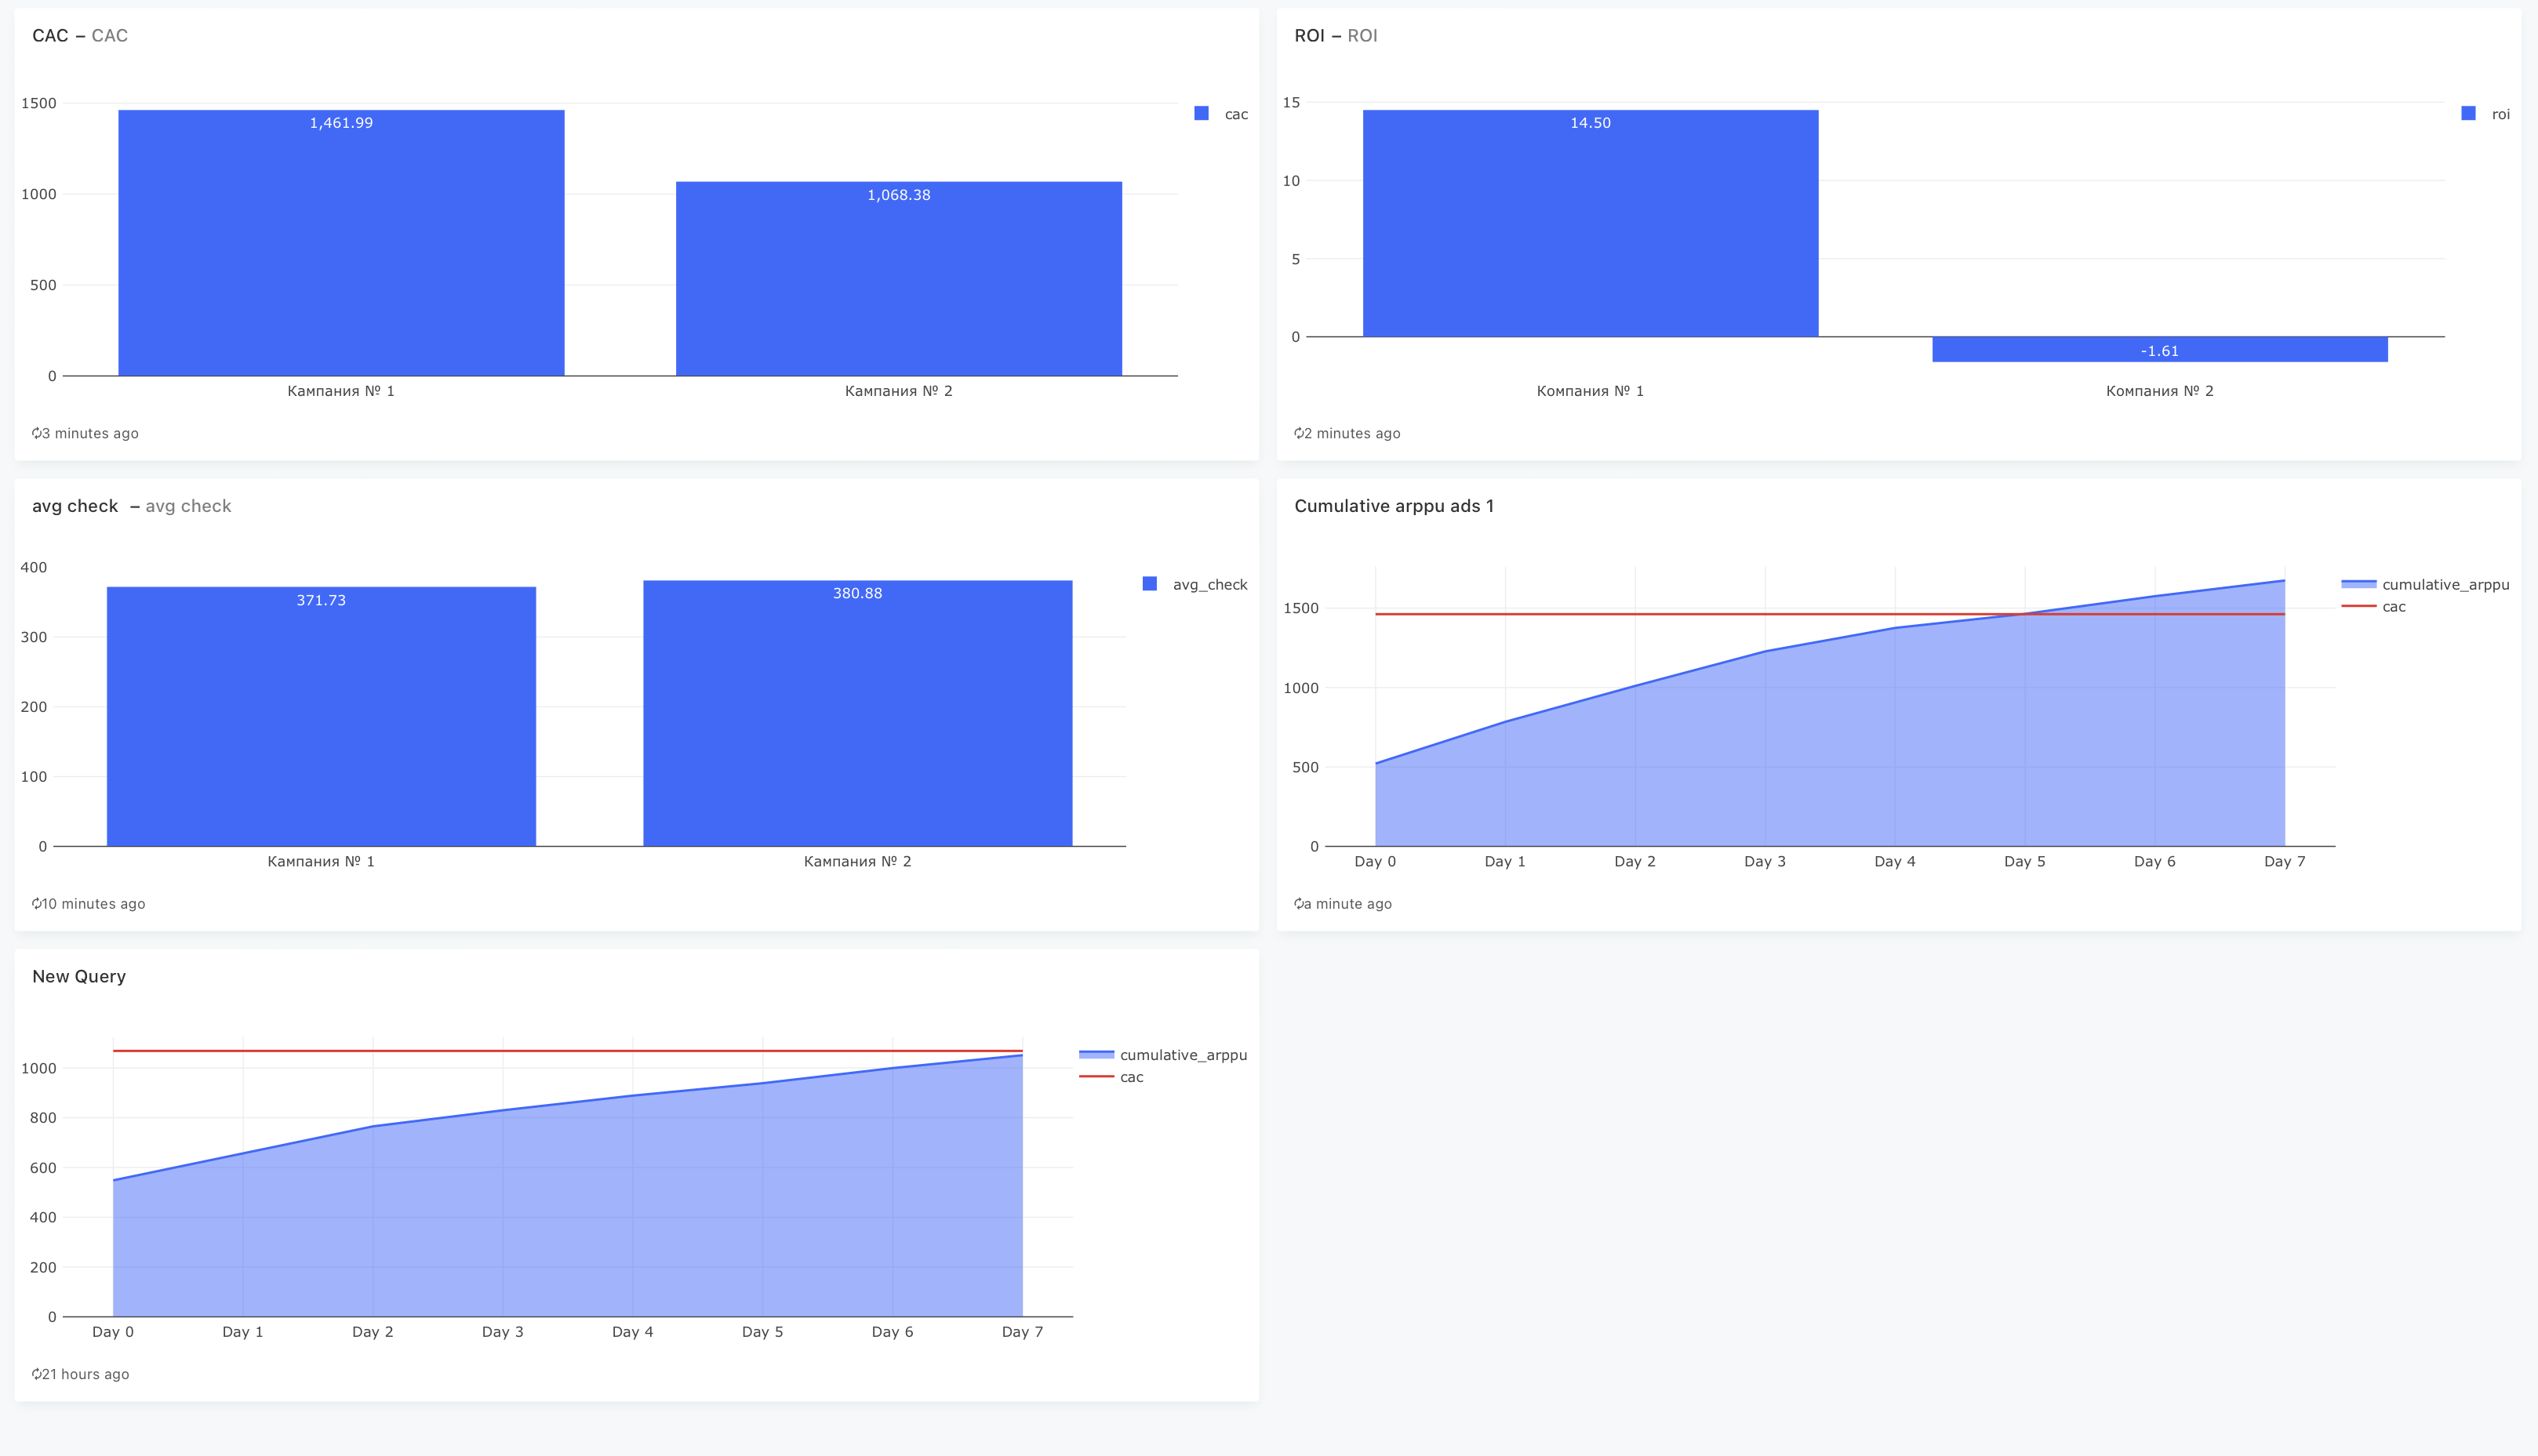 CAC – CAC
1500
1000
500
0
1,461.99
1,068.38
Кампания № 1
Кампания № 2
cac
3 minutes ago
ROI – ROI
15
10
5
0
14.50
-1.61
Компания № 1
Компания № 2
roi
2 minutes ago
avg check – avg check
400
300
200
100
0
371.73
380.88
Кампания № 1
Кампания № 2
avg_check
10 minutes ago
Cumulative arppu ads 1
1500
1000
500
0
Day 0
Day 1
Day 2
Day 3
Day 4
Day 5
Day 6
Day 7
cumulative_arppu
cac
a minute ago
New Query
1000
800
600
400
200
0
Day 0
Day 1
Day 2
Day 3
Day 4
Day 5
Day 6
Day 7
cumulative_arppu
cac
21 hours ago